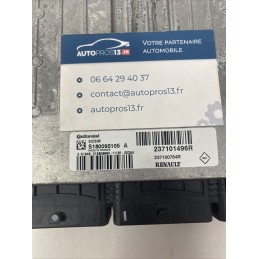 AUTOPROS13.FR
VOTRE PARTENAIRE
AUTOMOBILE
06 64 29 40 37
contact@autopros13.fr
autopros13.fr
Continental
S180095105 A
237101496R
237100764R
RENAULT